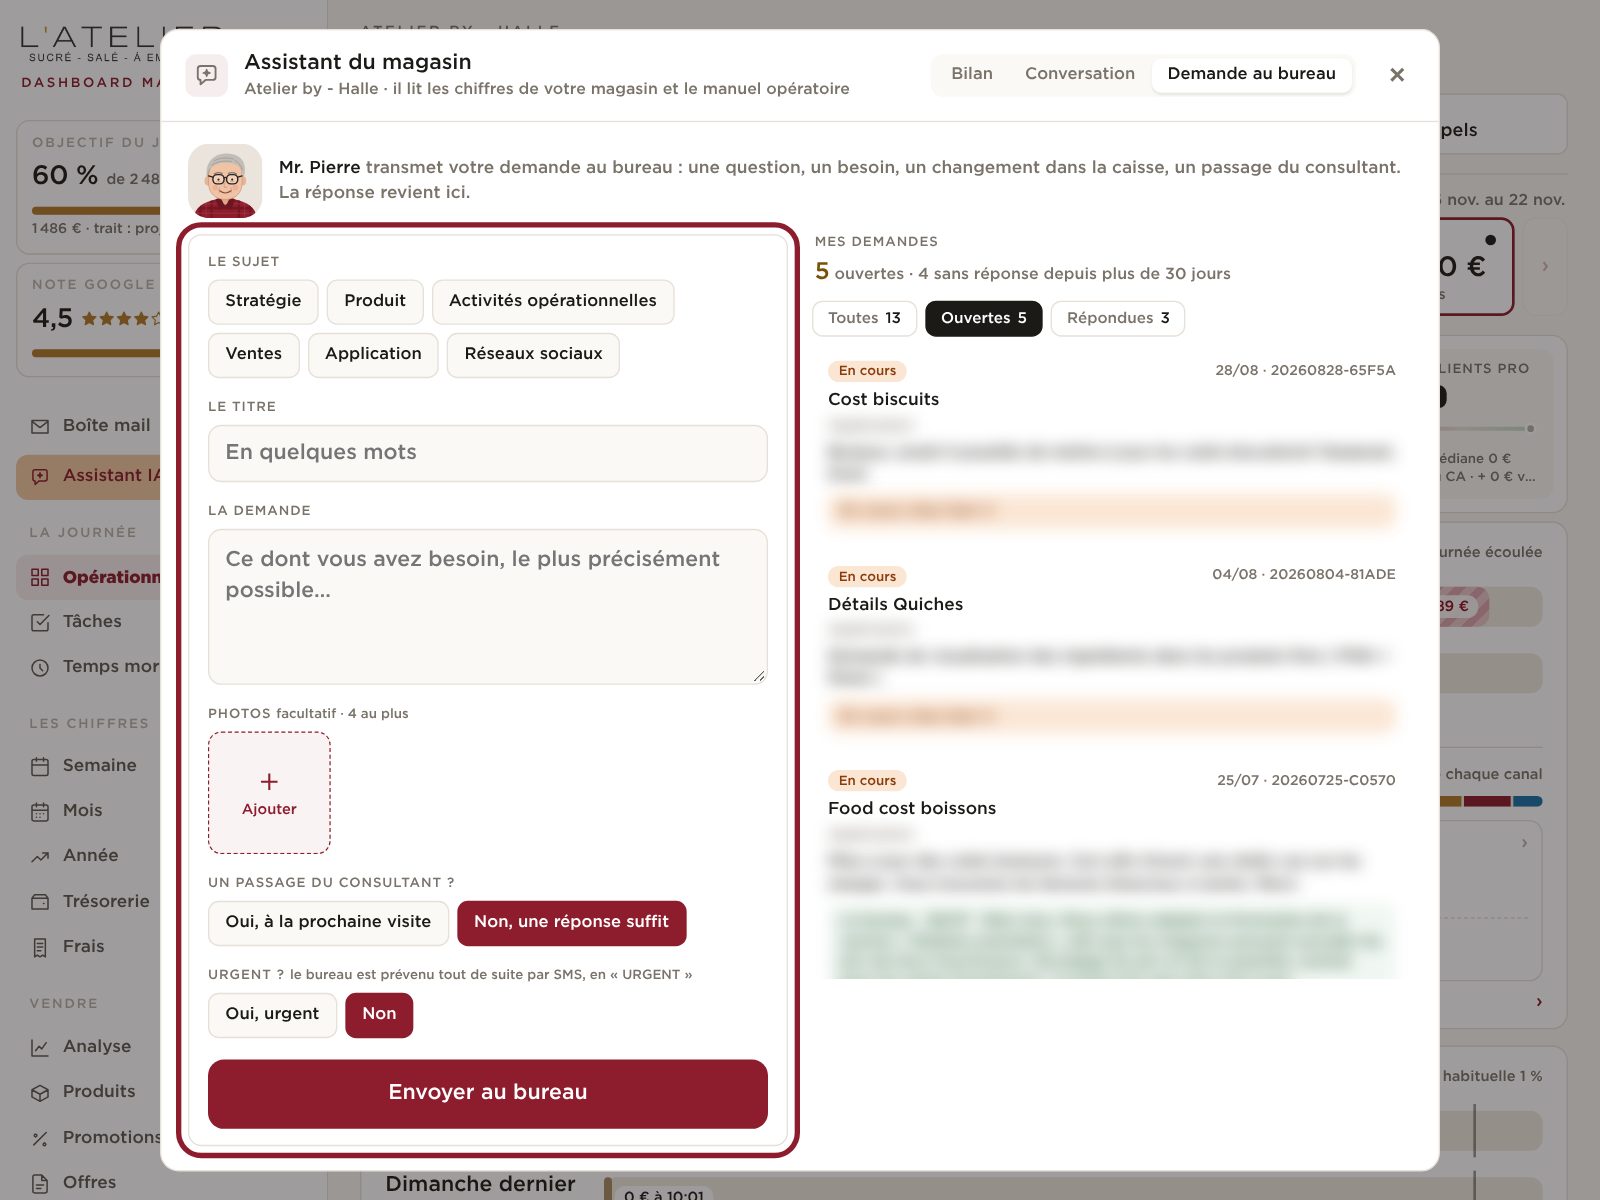 L'ATELIER
SUCRÉ - SALÉ - À EM
DASHBOARD MA
OBJECTIF DU J
60 % de 2 48
1 486 € · trait : pro
NOTE GOOGLE
4,5
Boîte mail
Assistant IA
LA JOURNÉE
Opérationn
Tâches
Temps mor
LES CHIFFRES
Semaine
Mois
Année
Trésorerie
Frais
VENDRE
Analyse
Produits
Promotions
Offres
Assistant du magasin
Atelier by - Halle · il lit les chiffres de votre magasin et le manuel opératoire
Bilan
Conversation
Demande au bureau
Mr. Pierre transmet votre demande au bureau : une question, un besoin, un changement dans la caisse, un passage du consultant.
La réponse revient ici.
LE SUJET
Stratégie
Produit
Activités opérationnelles
Ventes
Application
Réseaux sociaux
LE TITRE
En quelques mots
LA DEMANDE
Ce dont vous avez besoin, le plus précisément
possible...
PHOTOS facultatif · 4 au plus
+
Ajouter
UN PASSAGE DU CONSULTANT ?
Oui, à la prochaine visite
Non, une réponse suffit
URGENT ? le bureau est prévenu tout de suite par SMS, en « URGENT »
Oui, urgent
Non
Envoyer au bureau
MES DEMANDES
5 ouvertes · 4 sans réponse depuis plus de 30 jours
Toutes 13
Ouvertes 5
Répondues 3
En cours
28/08 · 20260828-65F5A
Cost biscuits
En cours
04/08 · 20260804-81ADE
Détails Quiches
En cours
25/07 · 20260725-C0570
Food cost boissons
pels
nov. au 22 nov.
0 €
s
LIENTS PRO
édiane 0 €
CA · + 0 € v...
urnée écoulée
39 €
chaque canal
habituelle 1 %
Dimanche dernier
0 € à 10:01